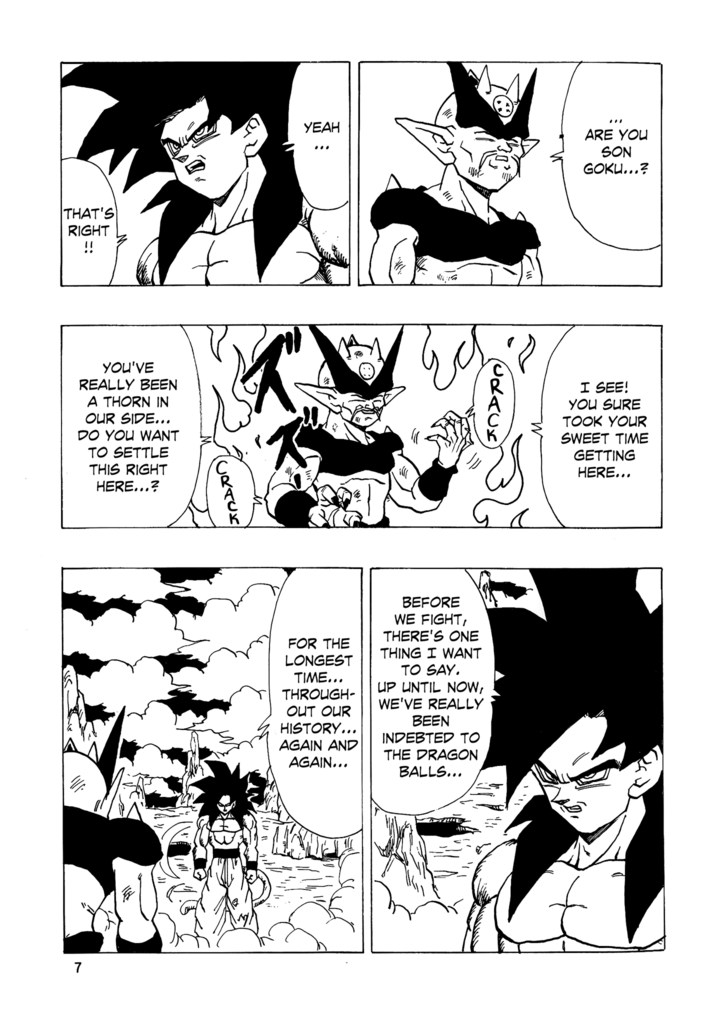 ...
ARE YOU
SON
GOKU...?
YEAH
...
THAT'S
RIGHT
!!
I SEE!
YOU SURE
TOOK YOUR
SWEET TIME
GETTING
HERE...
CRACK
ズズ
CRACK
YOU'VE
REALLY BEEN
A THORN IN
OUR SIDE...
DO YOU WANT
TO SETTLE
THIS RIGHT
HERE...?
BEFORE
WE FIGHT,
THERE'S ONE
THING I WANT
TO SAY.
UP UNTIL NOW,
WE'VE REALLY
BEEN
INDEBTED TO
THE DRAGON
BALLS...
FOR THE
LONGEST
TIME...
THROUGH-
OUT OUR
HISTORY...
AGAIN AND
AGAIN...
7